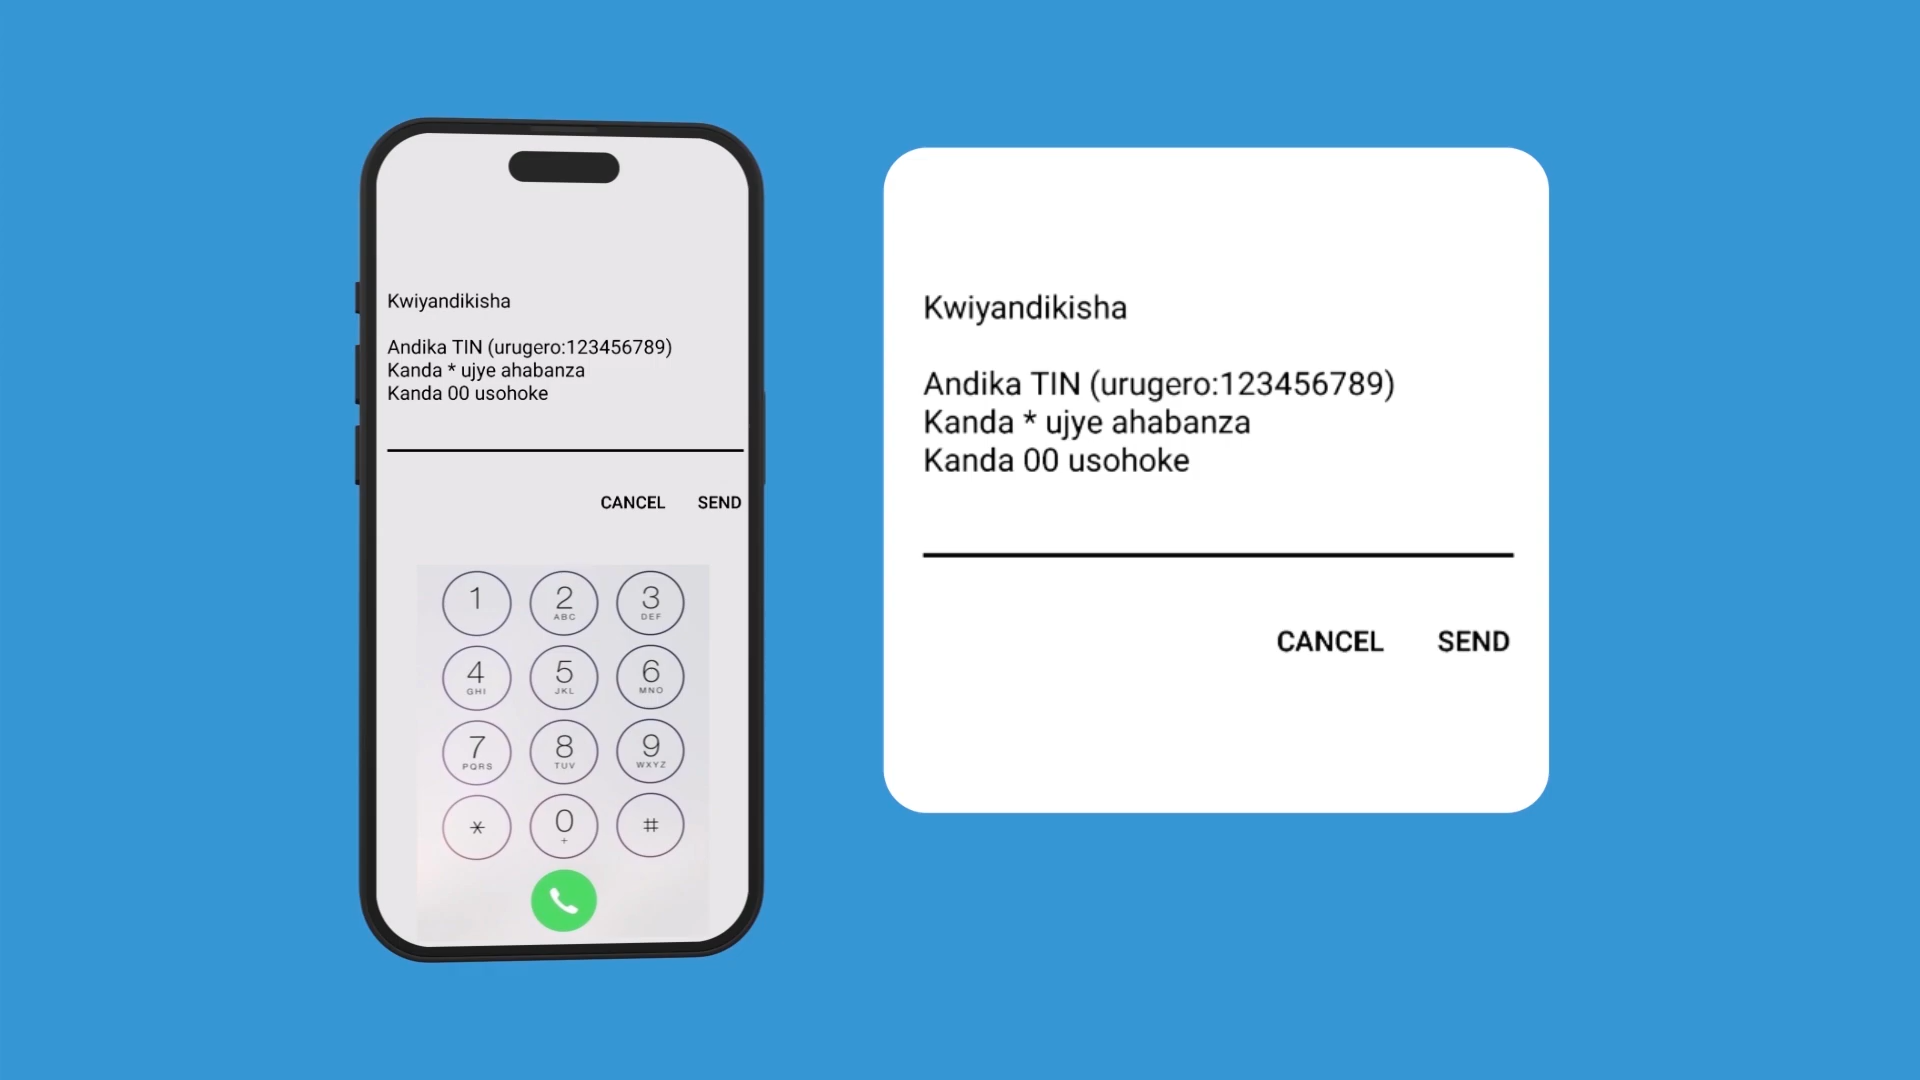 Kwiyandikisha
Andika TIN (urugero:123456789)
Kanda * ujye ahabanza
Kanda 00 usohoke
CANCEL SEND
1 2 3
ABC DEF
4 5 6
GHI JKL MNO
7 8 9
PQRS TUV WXYZ
* 0 #
+
Kwiyandikisha
Andika TIN (urugero:123456789)
Kanda * ujye ahabanza
Kanda 00 usohoke
CANCEL SEND